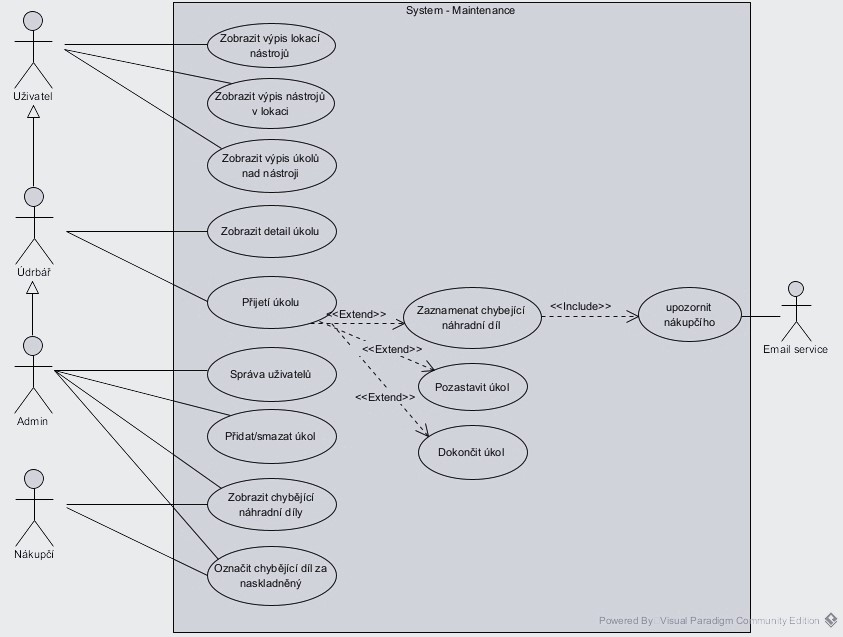 System - Maintenance
Zobrazit výpis lokací
nástrojů
Uživatel
Zobrazit výpis nástrojů
v lokaci
Zobrazit výpis úkolů
nad nástroji
Zobrazit detail úkolu
Údrbář
Přijetí úkolu
<<Extend>>
Zaznamenat chybející
náhradní díl
<<Include>>
upozornit
nákupčího
Email service
<<Extend>>
Správa uživatelů
Pozastavit úkol
<<Extend>>
Admin
Přidat/smazat úkol
Dokončit úkol
Zobrazit chybějící
náhradní díly
Nákupčí
Označit chybějící díl za
naskladněný
Powered By Visual Paradigm Community Edition